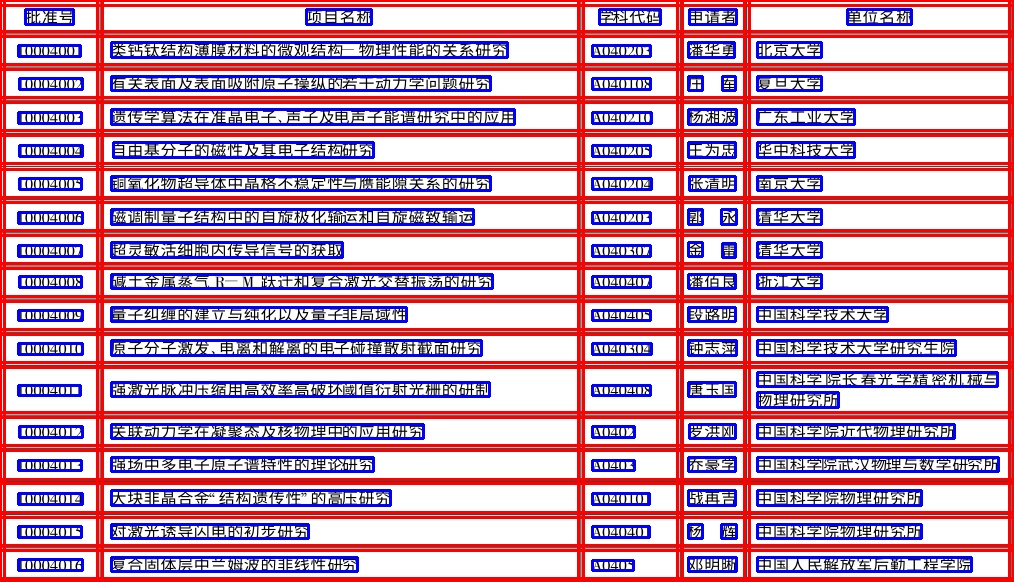 批准号 项目名称 学科代码 申请者 单位名称
10004001 类钙钛结构薄膜材料的微观结构—物理性能的关系研究 A040203 潘华勇 北京大学
10004002 有关表面及表面吸附原子操纵的若干动力学问题研究 A040108 车 复旦大学
10004003 遗传学算法在准晶电子、声子及电声子能谱研究中的应用 A040210 杨湘波 广东工业大学
10004004 自由基分子的磁性及其电子结构研究 A040205 王为忠 华中科技大学
10004005 铜氧化物超导体中晶格不稳定性与赝能隙关系的研究 A040204 张清明 南京大学
10004006 磁调制量子结构中的自旋极化输运和自旋磁致输运 A040203 郭 永 清华大学
10004007 超灵敏活细胞内传导信号的获取 A040307 金 清华大学
10004008 碱土金属蒸气 R—M 跃迁和复合激光交替振荡的研究 A040407 潘佰良 浙江大学
10004009 量子纠缠的建立与纯化以及量子非局域性 A040405 段路明 中国科学技术大学
10004010 原子分子激发、电离和解离的电子碰撞散射截面研究 A040304 钟志萍 中国科学技术大学研究生院
10004011 强激光脉冲压缩用高效率高破坏阈值衍射光栅的研制 A040408 唐玉国 中国科学院长春光学精密机械与
物理研究所
10004012 关联动力学在凝聚态及核物理中的应用研究 A0402 罗洪刚 中国科学院近代物理研究所
10004013 强场中多电子原子谱特性的理论研究 A0403 乔豪学 中国科学院武汉物理与数学研究所
10004014 大块非晶合金“结构遗传性”的高压研究 A040101 战再吉 中国科学院物理研究所
10004015 对激光诱导闪电的初步研究 A040401 杨 辉 中国科学院物理研究所
10004016 复合固体层中兰姆波的非线性研究 A0405 邓明晰 中国人民解放军后勤工程学院